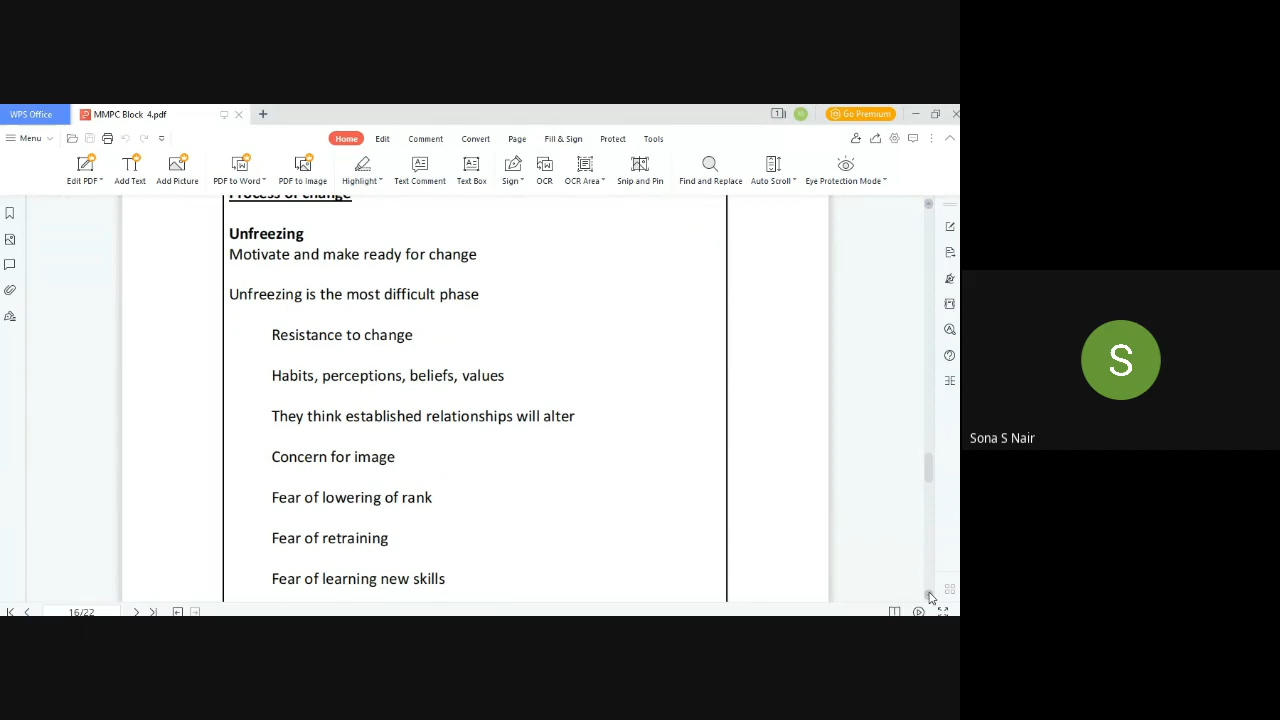 WPS Office
MMPC Block 4.pdf
Go Premium
Menu
Home Edit Comment Convert Page Fill & Sign Protect Tools
Edit PDF Add Text Add Picture PDF to Word PDF to Image Highlight Text Comment Text Box Sign OCR OCR Area Snip and Pin Find and Replace Auto Scroll Eye Protection Mode
Process of change
Unfreezing
Motivate and make ready for change
Unfreezing is the most difficult phase
Resistance to change
Habits, perceptions, beliefs, values
They think established relationships will alter
Concern for image
Fear of lowering of rank
Fear of retraining
Fear of learning new skills
16/22
S
Sona S Nair